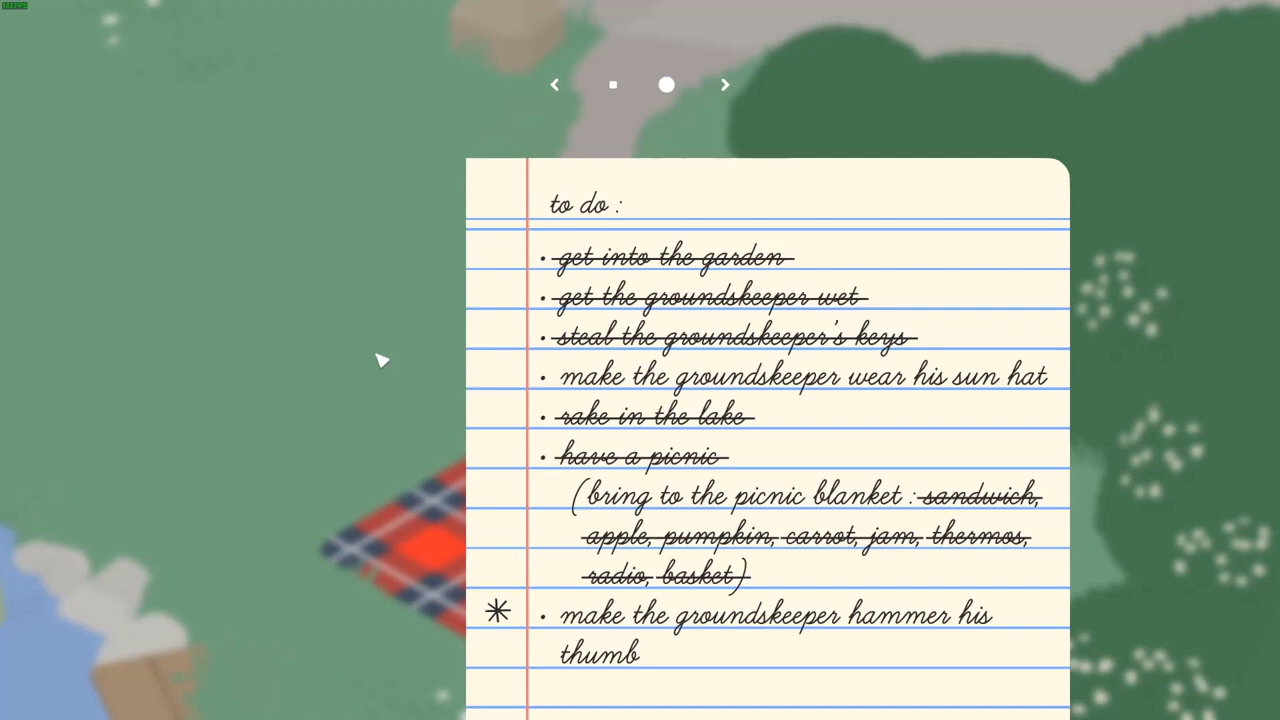 to do :
• get into the garden
• get the groundskeeper wet
• steal the groundskeeper's keys
• make the groundskeeper wear his sun hat
• rake in the lake
• have a picnic
(bring to the picnic blanket : sandwich,
apple, pumpkin, carrot, jam, thermos,
radio, basket)
• make the groundskeeper hammer his
thumb